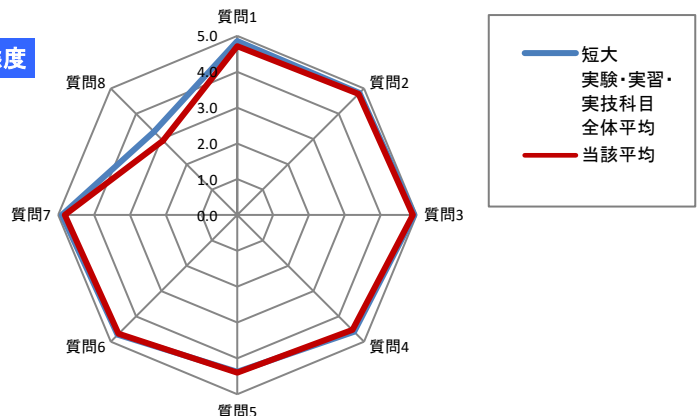 質問1
度
質問8
質問2
5.0
4.0
3.0
2.0
1.0
0.0
質問7
質問3
質問6
質問4
質問5
短大
実験・実習・
実技科目
全体平均
当該平均